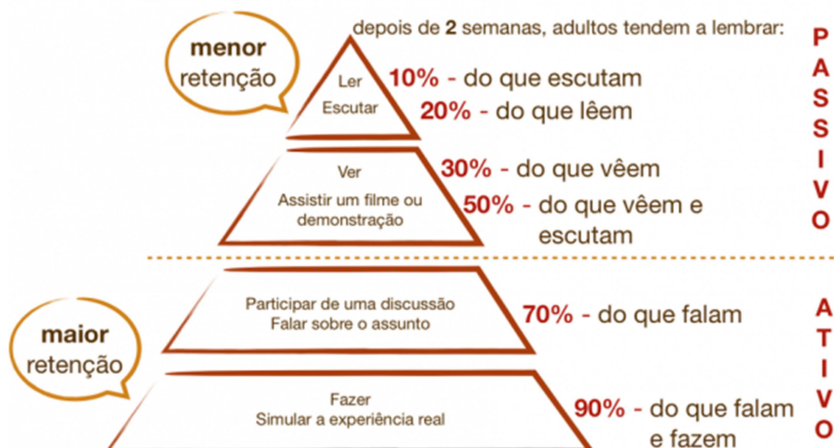 depois de 2 semanas, adultos tendem a lembrar:
menor
retenção
Ler
Escutar
10% - do que escutam
20% - do que lêem
Ver
Assistir um filme ou
demonstração
30% - do que vêem
50% - do que vêem e
escutam
PASSIVO
Participar de uma discussão
Falar sobre o assunto
70% - do que falam
maior
retenção
Fazer
Simular a experiência real
90% - do que falam
e fazem
ATIVO